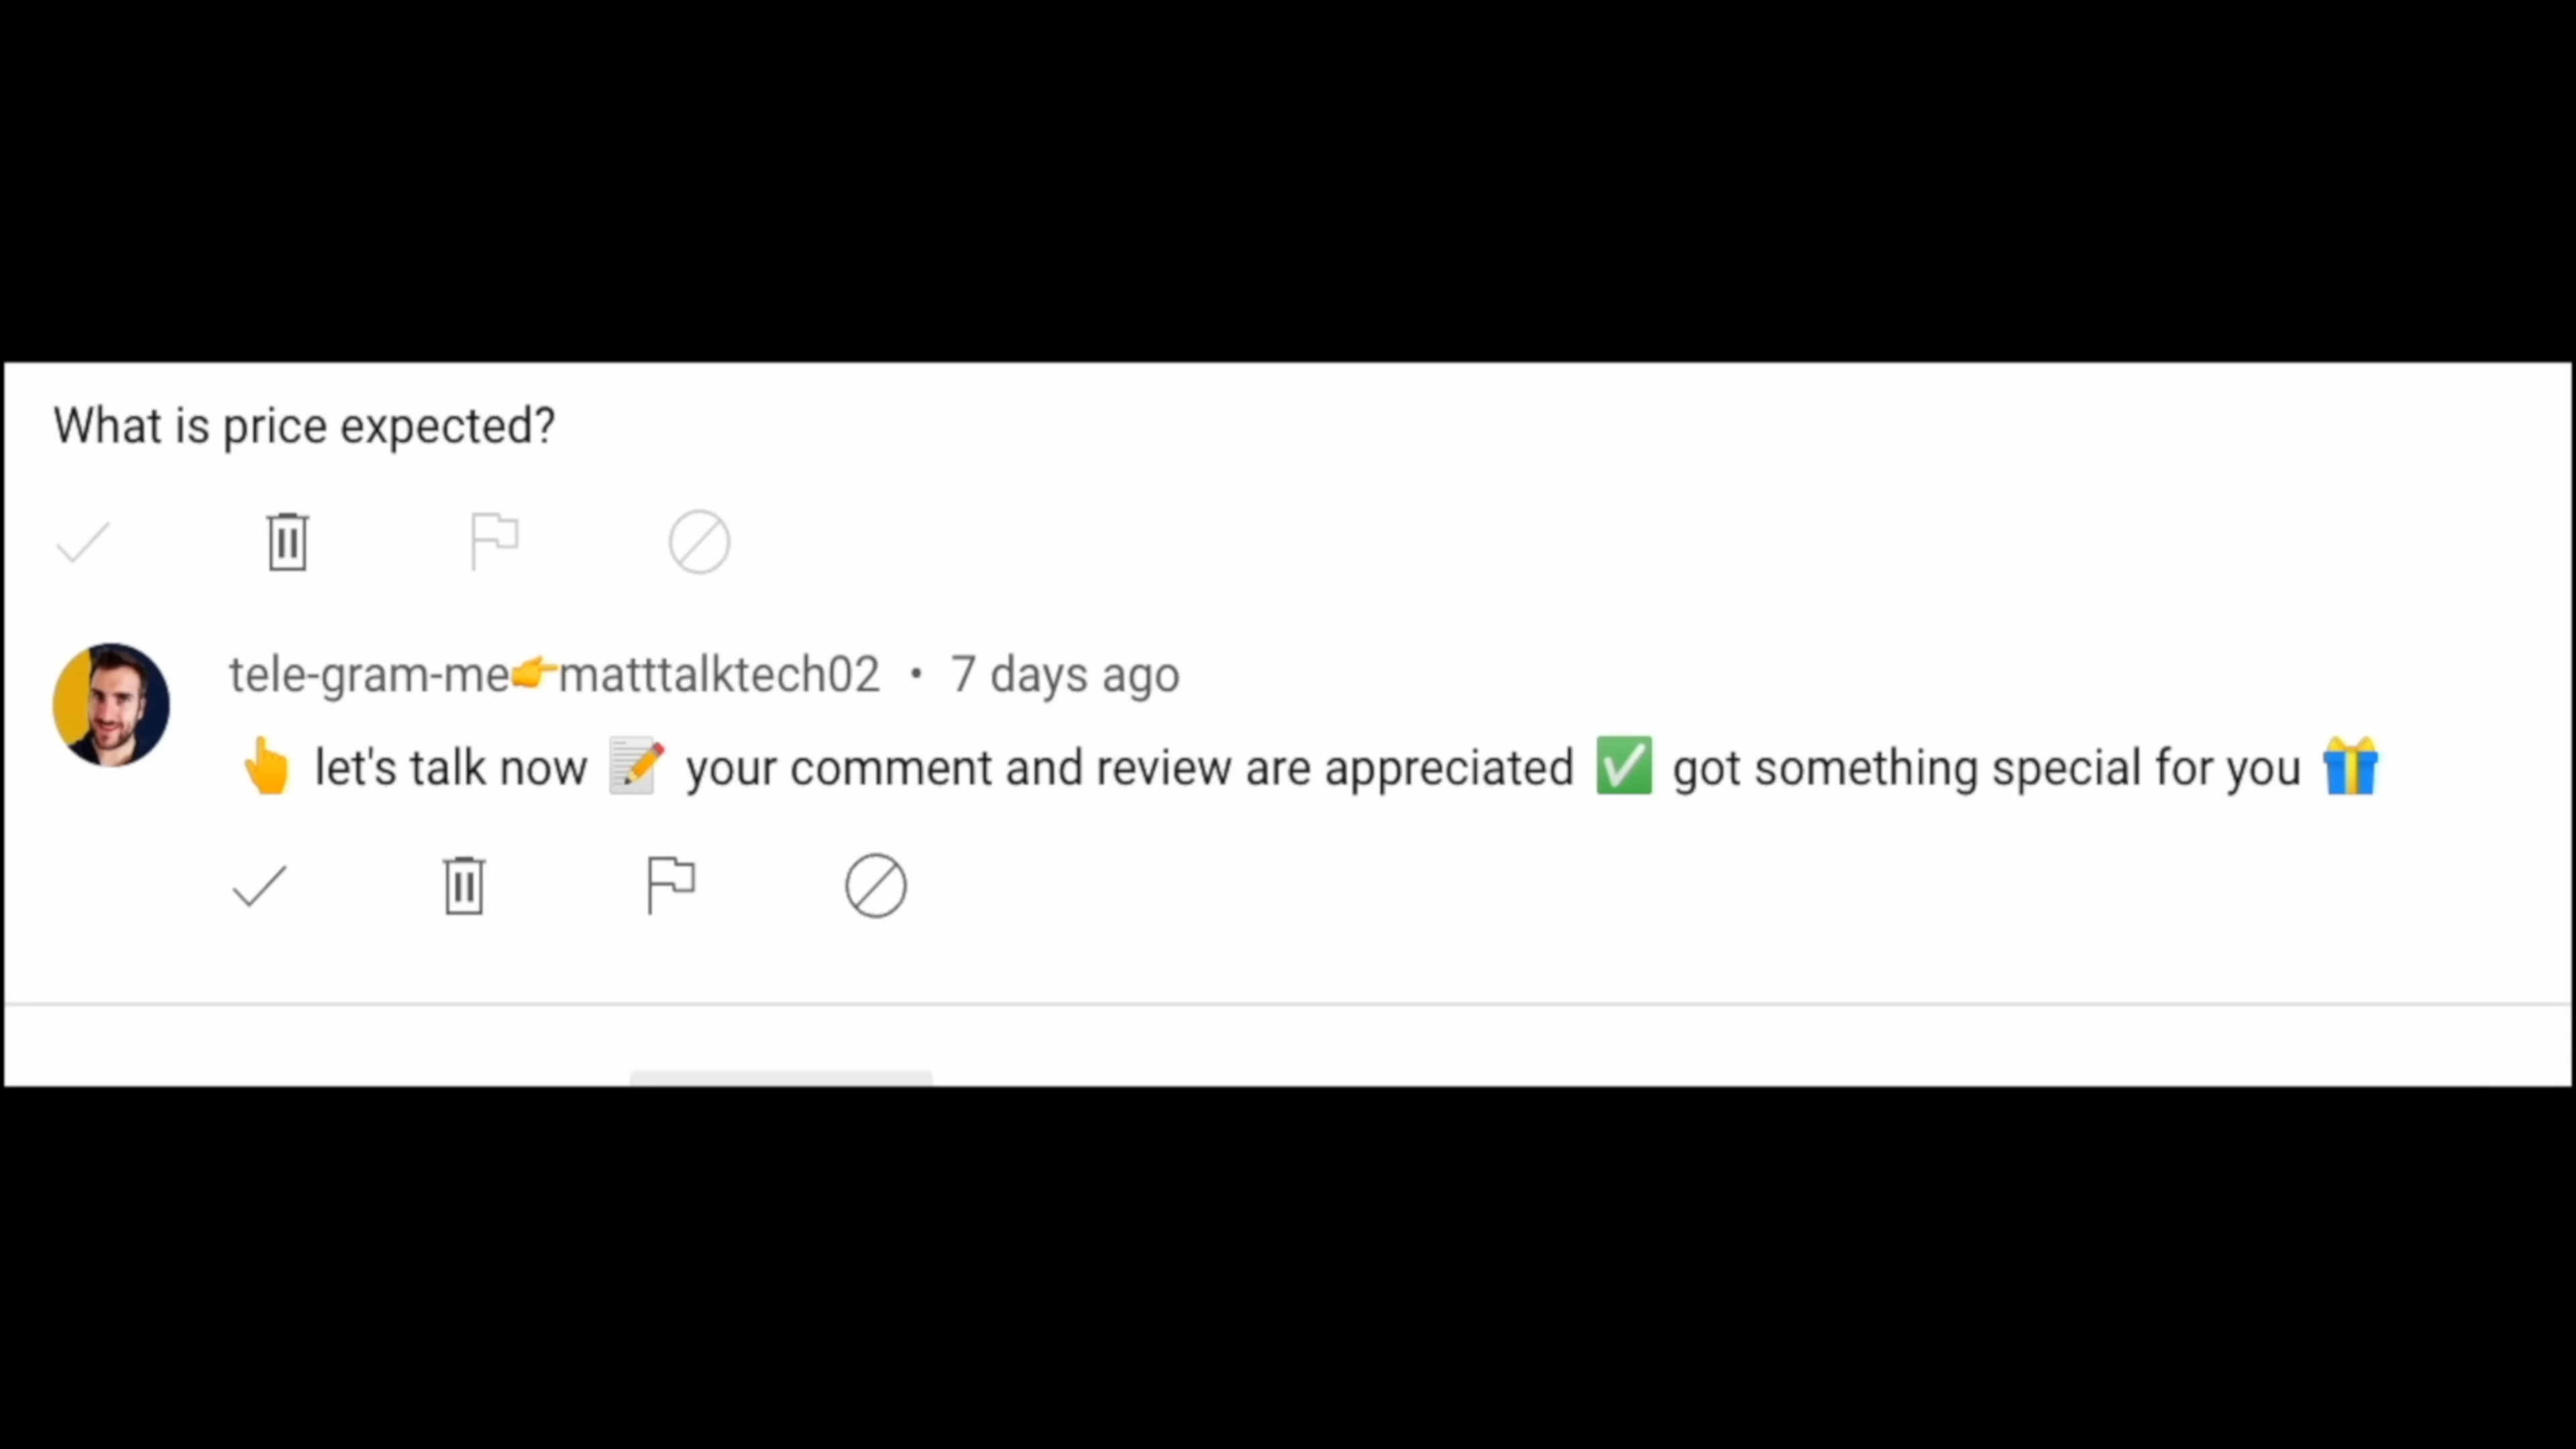 What is price expected?
tele-gram-me👉matttalktech02 • 7 days ago
👆 let's talk now 📝 your comment and review are appreciated ✅ got something special for you 🎁